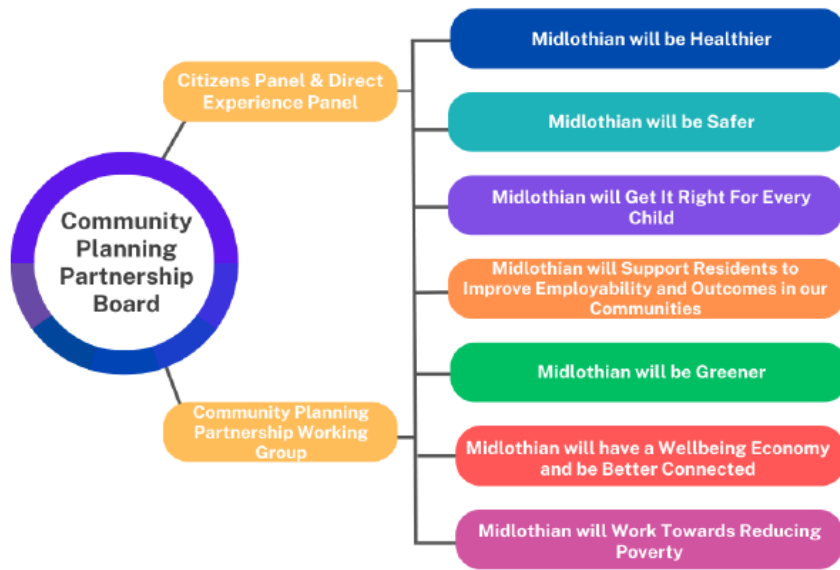 Community
Planning
Partnership
Board
Citizens Panel & Direct
Experience Panel
Community Planning
Partnership Working
Group
Midlothian will be Healthier
Midlothian will be Safer
Midlothian will Get It Right For Every
Child
Midlothian will Support Residents to
Improve Employability and Outcomes in our
Communities
Midlothian will be Greener
Midlothian will have a Wellbeing Economy
and be Better Connected
Midlothian will Work Towards Reducing
Poverty